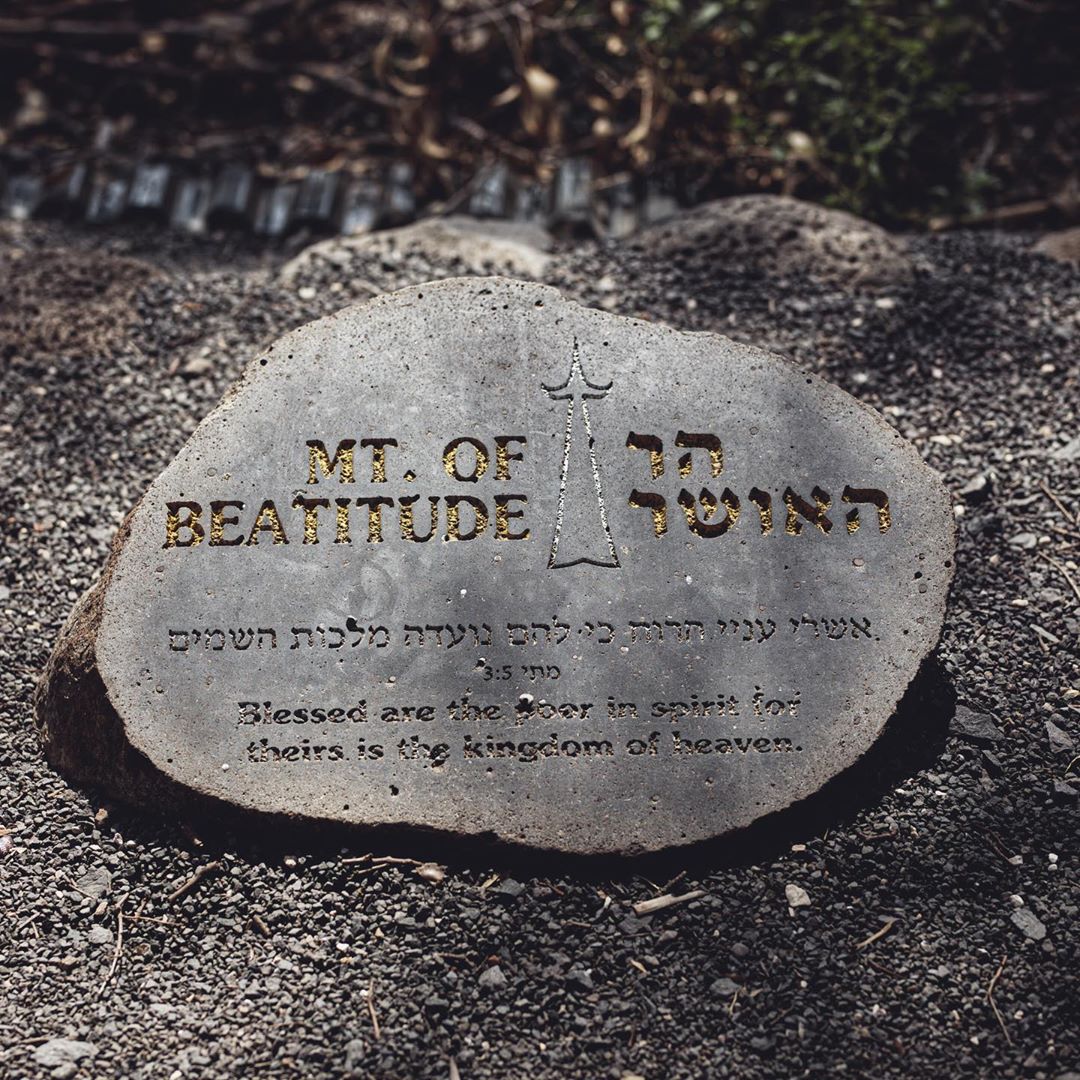 MT. OF
BEATITUDE
הר
האושר
אשרי עניי הרוח כי להם נועדה מלכות השמים.
מתי 3:5
Blessed are the poor in spirit for
theirs is the kingdom of heaven.